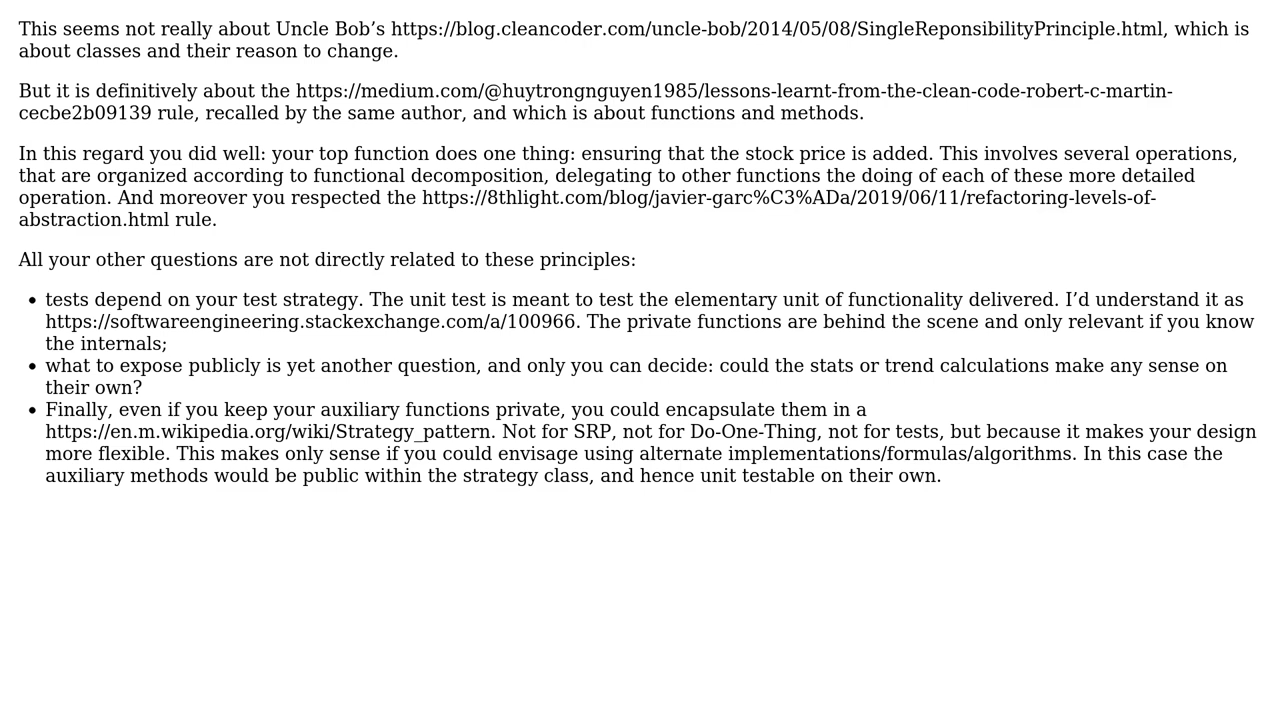 This seems not really about Uncle Bob’s https://blog.cleancoder.com/uncle-bob/2014/05/08/SingleReponsibilityPrinciple.html, which is
about classes and their reason to change.
But it is definitively about the https://medium.com/@huytrongnguyen1985/lessons-learnt-from-the-clean-code-robert-c-martin-
cecbe2b09139 rule, recalled by the same author, and which is about functions and methods.
In this regard you did well: your top function does one thing: ensuring that the stock price is added. This involves several operations,
that are organized according to functional decomposition, delegating to other functions the doing of each of these more detailed
operation. And moreover you respected the https://8thlight.com/blog/javier-garc%C3%ADa/2019/06/11/refactoring-levels-of-
abstraction.html rule.
All your other questions are not directly related to these principles:
• tests depend on your test strategy. The unit test is meant to test the elementary unit of functionality delivered. I’d understand it as
https://softwareengineering.stackexchange.com/a/100966. The private functions are behind the scene and only relevant if you know
the internals;
• what to expose publicly is yet another question, and only you can decide: could the stats or trend calculations make any sense on
their own?
• Finally, even if you keep your auxiliary functions private, you could encapsulate them in a
https://en.m.wikipedia.org/wiki/Strategy_pattern. Not for SRP, not for Do-One-Thing, not for tests, but because it makes your design
more flexible. This makes only sense if you could envisage using alternate implementations/formulas/algorithms. In this case the
auxiliary methods would be public within the strategy class, and hence unit testable on their own.